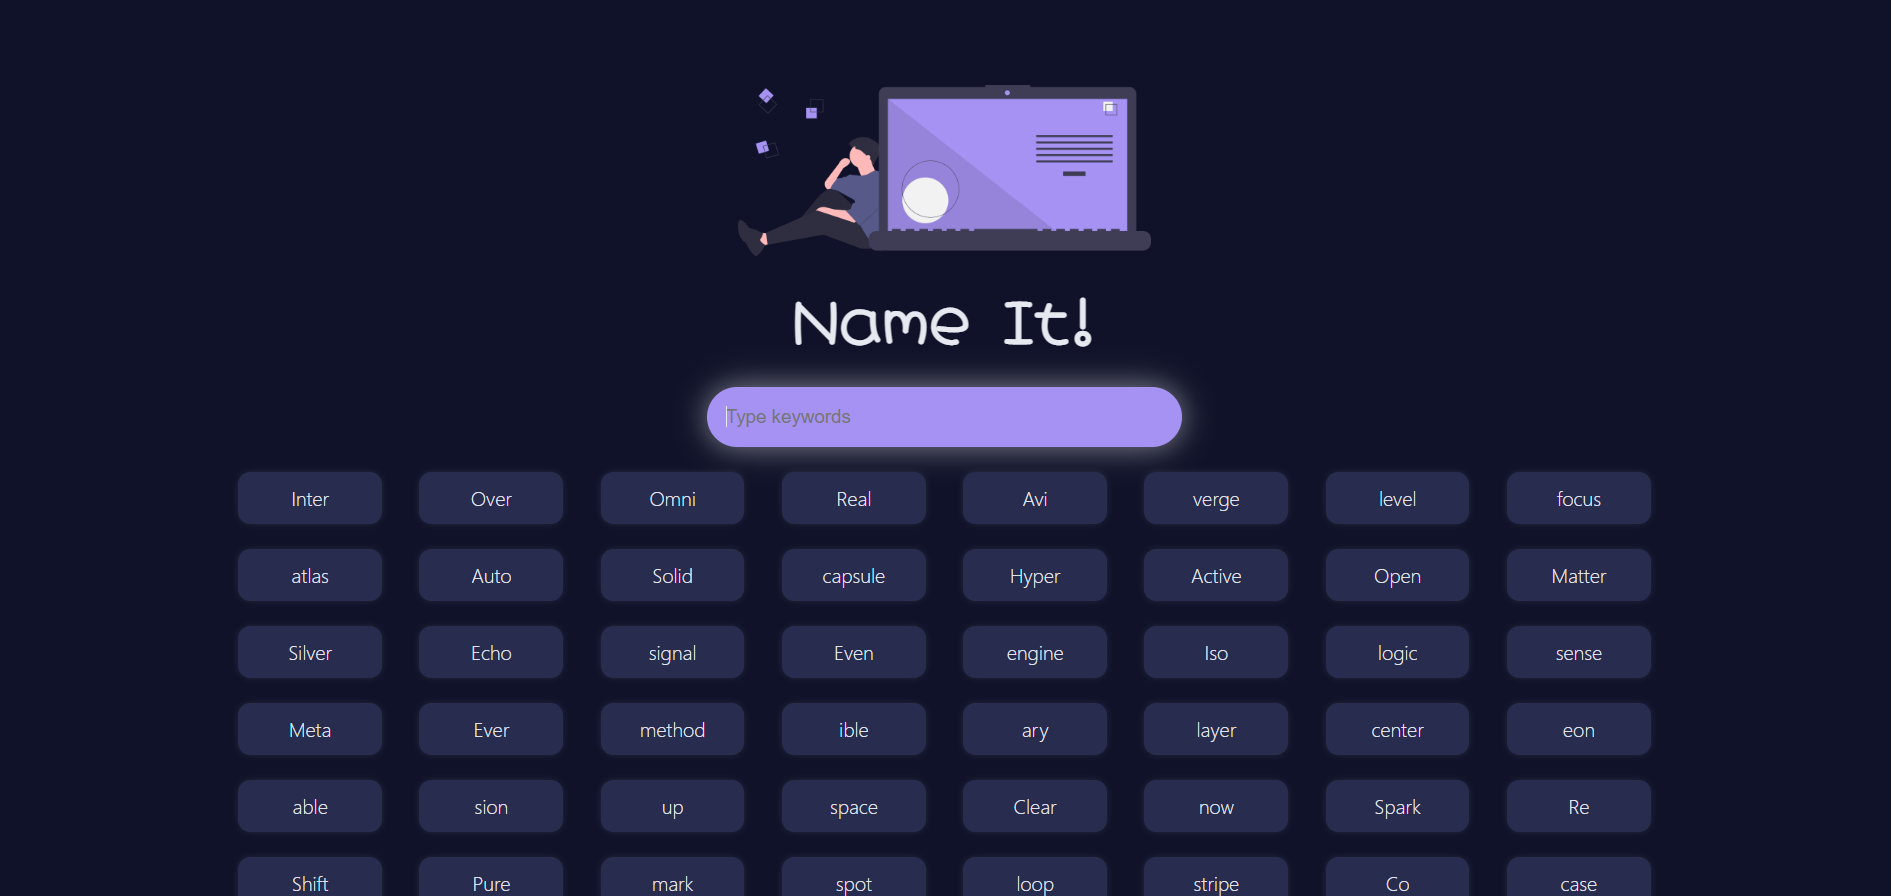 Name It!
Type keywords
Inter Over Omni Real Avi verge level focus
atlas Auto Solid capsule Hyper Active Open Matter
Silver Echo signal Even engine Iso logic sense
Meta Ever method ible ary layer center eon
able sion up space Clear now Spark Re
Shift Pure mark spot loop stripe Co case